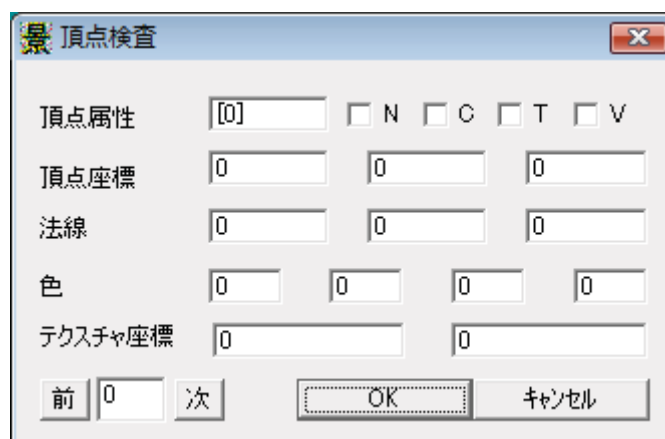 景 頂点検査
頂点属性 [0] N C T V
頂点座標 0 0 0
法線 0 0 0
色 0 0 0 0
テクスチャ座標 0 0
前 0 次 OK キャンセル